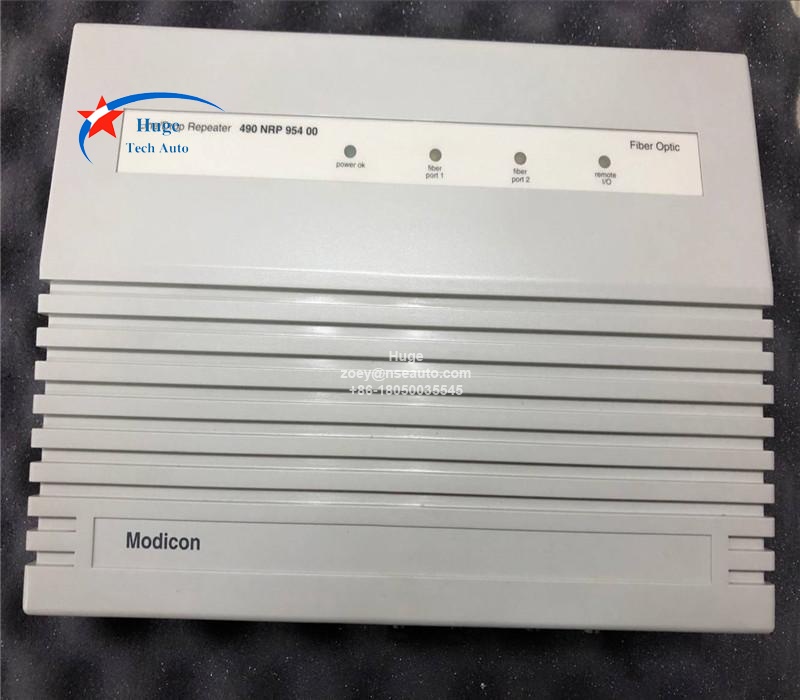 Huge
Tech Auto
Repeater 490 NRP 954 00
Fiber Optic
power ok
fiber
port 1
fiber
port 2
remote
I/O
Huge
zoey@nseauto.com
+86-18050035545
Modicon